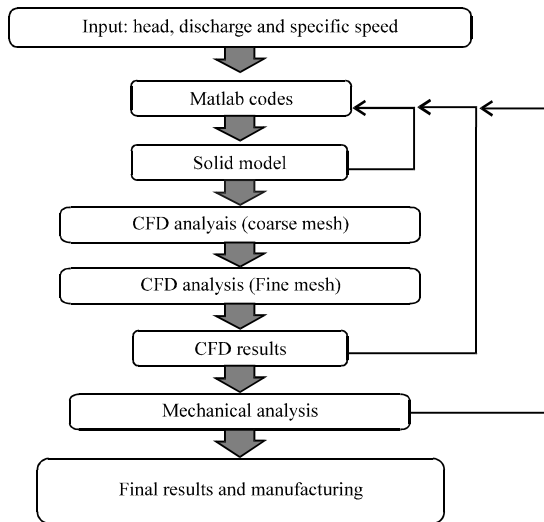 Input: head, discharge and specific speed
Matlab codes
Solid model
CFD analyais (coarse mesh)
CFD analysis (Fine mesh)
CFD results
Mechanical analysis
Final results and manufacturing